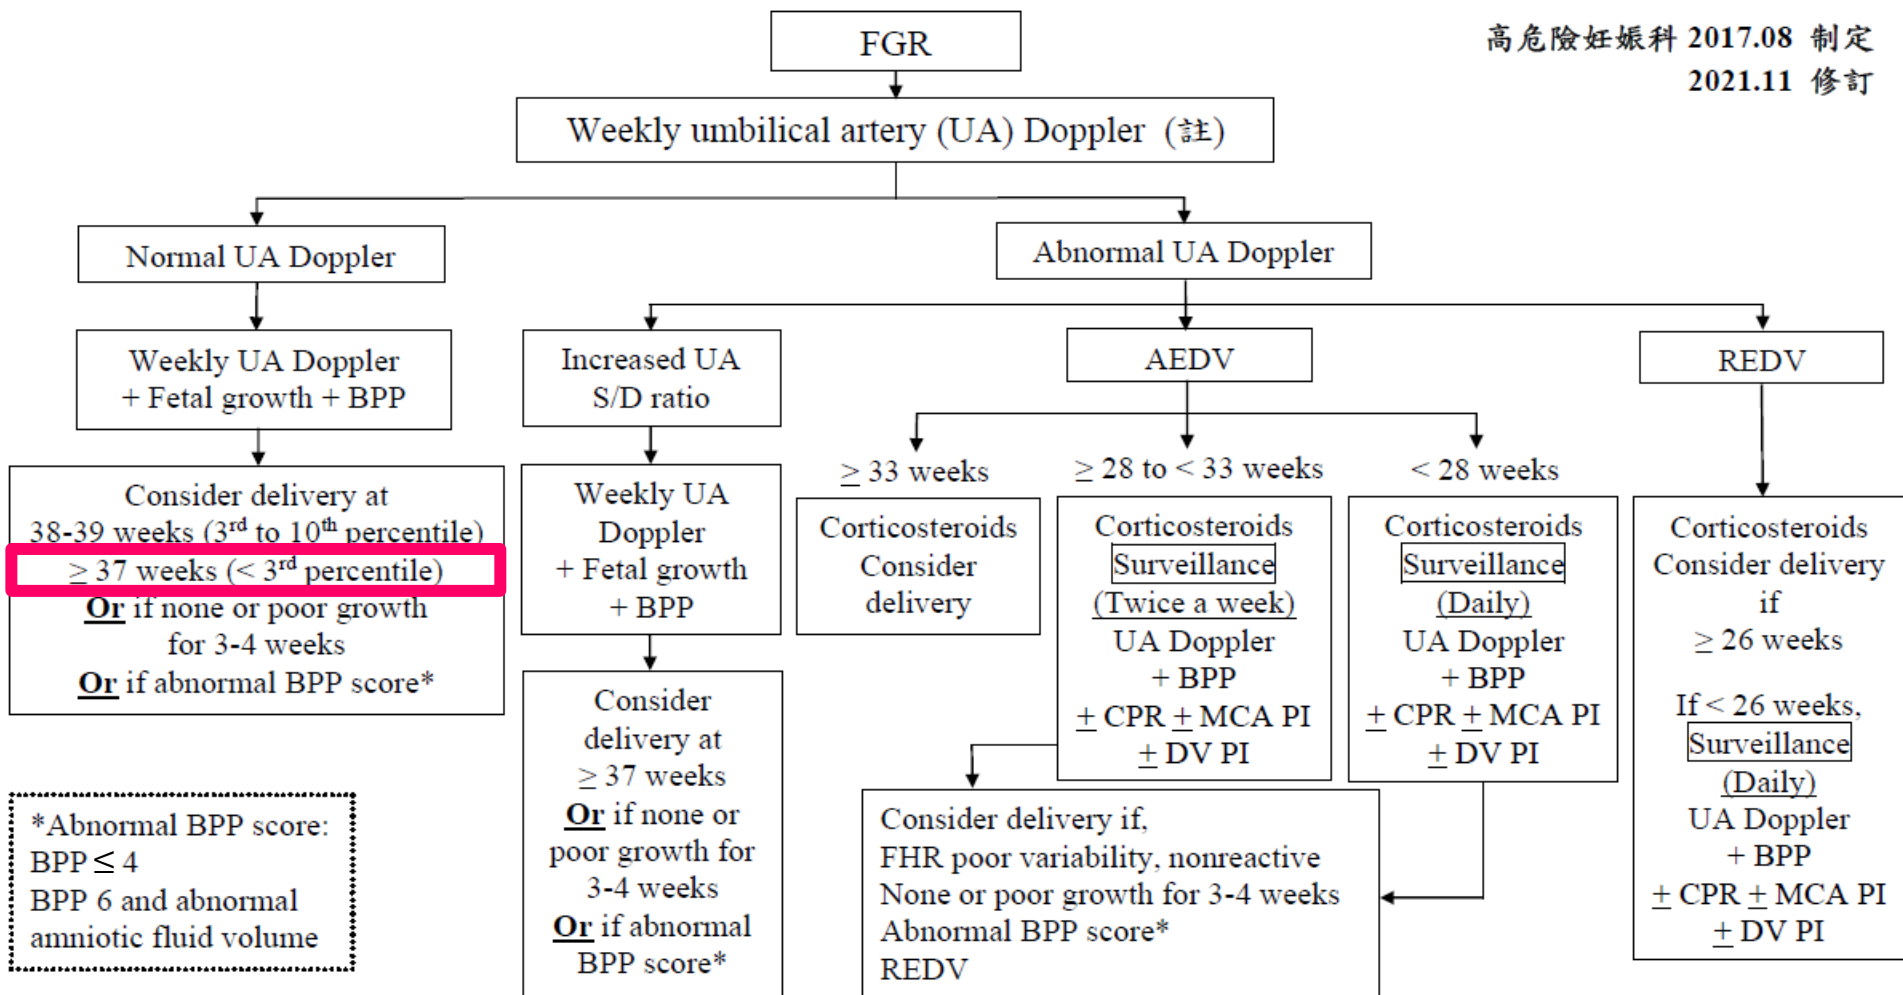 高危險妊娠科 2017.08 制定
2021.11 修訂
FGR
Weekly umbilical artery (UA) Doppler (註)
Normal UA Doppler
Abnormal UA Doppler
Weekly UA Doppler
+ Fetal growth + BPP
Increased UA
S/D ratio
AEDV
REDV
Consider delivery at
38-39 weeks (3rd to 10th percentile)
≥ 37 weeks (< 3rd percentile)
Or if none or poor growth
for 3-4 weeks
Or if abnormal BPP score*
Weekly UA
Doppler
+ Fetal growth
+ BPP
Consider
delivery at
≥ 37 weeks
Or if none or
poor growth for
3-4 weeks
Or if abnormal
BPP score*
≥ 33 weeks
Corticosteroids
Consider
delivery
≥ 28 to < 33 weeks
Corticosteroids
Surveillance
(Twice a week)
UA Doppler
+ BPP
± CPR ± MCA PI
± DV PI
< 28 weeks
Corticosteroids
Surveillance
(Daily)
UA Doppler
+ BPP
± CPR ± MCA PI
± DV PI
Consider delivery if,
FHR poor variability, nonreactive
None or poor growth for 3-4 weeks
Abnormal BPP score*
REDV
Corticosteroids
Consider delivery
if
≥ 26 weeks
If < 26 weeks,
Surveillance
(Daily)
UA Doppler
+ BPP
± CPR ± MCA PI
± DV PI
*Abnormal BPP score:
BPP ≤ 4
BPP 6 and abnormal
amniotic fluid volume